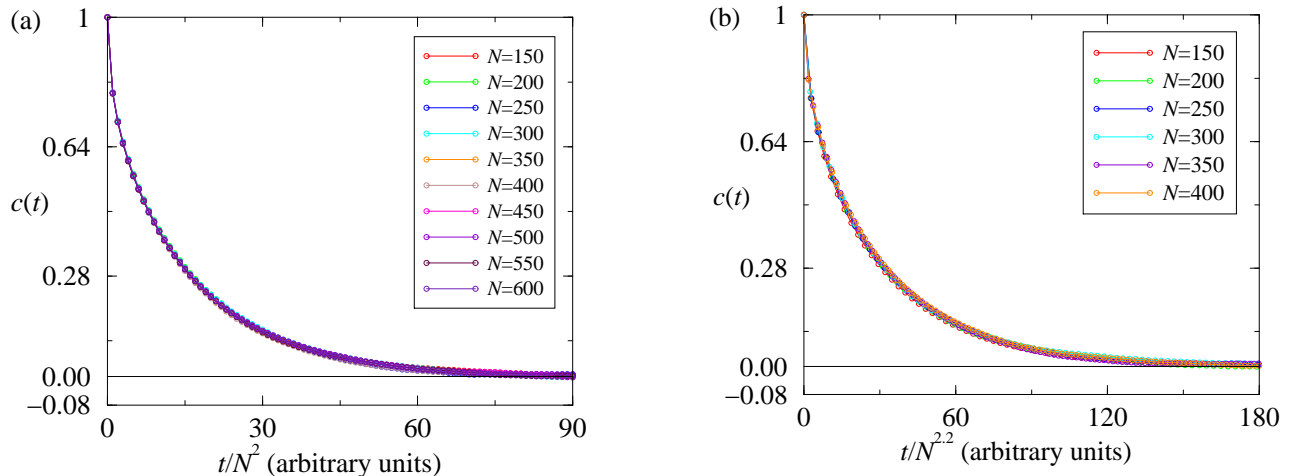 (a)
1
0.64
c(t)
0.28
0.00
−0.08
0
30
60
90
t/N² (arbitrary units)
N=150
N=200
N=250
N=300
N=350
N=400
N=450
N=500
N=550
N=600
(b)
1
0.64
c(t)
0.28
0.00
−0.08
0
60
120
180
t/N^2.2 (arbitrary units)
N=150
N=200
N=250
N=300
N=350
N=400